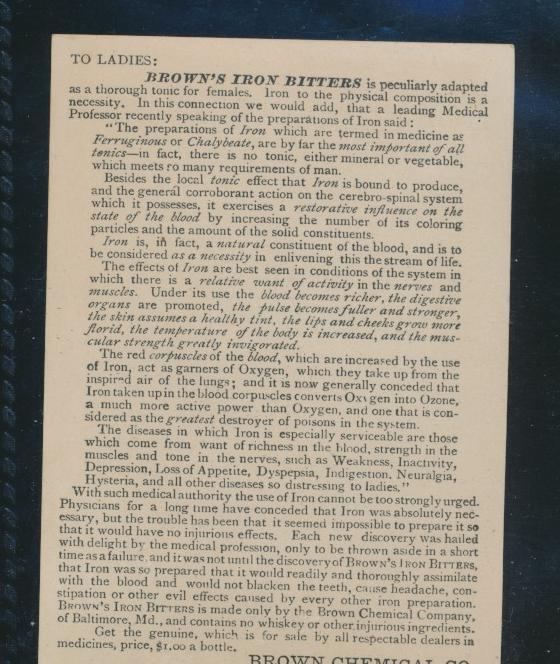 TO LADIES:
BROWN'S IRON BITTERS is peculiarly adapted
as a thorough tonic for females. Iron to the physical composition is a
necessity. In this connection we would add, that a leading Medical
Professor recently speaking of the preparations of Iron said:
"The preparations of Iron which are termed in medicine as
Ferruginous or Chalybeate, are by far the most important of all
tonics—in fact, there is no tonic, either mineral or vegetable,
which meets so many requirements of man.
Besides the local tonic effect that Iron is bound to produce,
and the general corroborant action on the cerebro-spinal system
which it possesses, it exercises a restorative influence on the
state of the blood by increasing the number of its coloring
particles and the amount of the solid constituents.
Iron is, in fact, a natural constituent of the blood, and is to
be considered as a necessity in enlivening this the stream of life.
The effects of Iron are best seen in conditions of the system in
which there is a relative want of activity in the nerves and
muscles. Under its use the blood becomes richer, the digestive
organs are promoted, the pulse becomes fuller and stronger,
the skin assumes a healthy tint, the lips and cheeks grow more
florid, the temperature of the body is increased, and the mus-
cular strength greatly invigorated.
The red corpuscles of the blood, which are increased by the use
of Iron, act as garners of Oxygen, which they take up from the
inspired air of the lungs; and it is now generally conceded that
Iron taken up in the blood corpuscles converts Oxygen into Ozone,
a much more active power than Oxygen, and one that is con-
sidered as the greatest destroyer of poisons in the system.
The diseases in which Iron is especially serviceable are those
which come from want of richness in the blood, strength in the
muscles and tone in the nerves, such as Weakness, Inactivity,
Depression, Loss of Appetite, Dyspepsia, Indigestion, Neuralgia,
Hysteria, and all other diseases so distressing to ladies."
With such medical authority the use of Iron cannot be too strongly urged.
Physicians for a long time have conceded that Iron was absolutely nec-
essary, but the trouble has been that it seemed impossible to prepare it so
that it would have no injurious effects. Each new discovery was hailed
with delight by the medical profession, only to be thrown aside in a short
time as a failure, and it was not until the discovery of BROWN'S IRON BITTERS,
that Iron was so prepared that it would readily and thoroughly assimilate
with the blood and would not blacken the teeth, cause headache, con-
stipation or other evil effects caused by every other iron preparation.
BROWN'S IRON BITTERS is made only by the Brown Chemical Company,
of Baltimore, Md., and contains no whiskey or other injurious ingredients.
Get the genuine, which is for sale by all respectable dealers in
medicines, price, $1.00 a bottle.
BROWN CHEMICAL CO